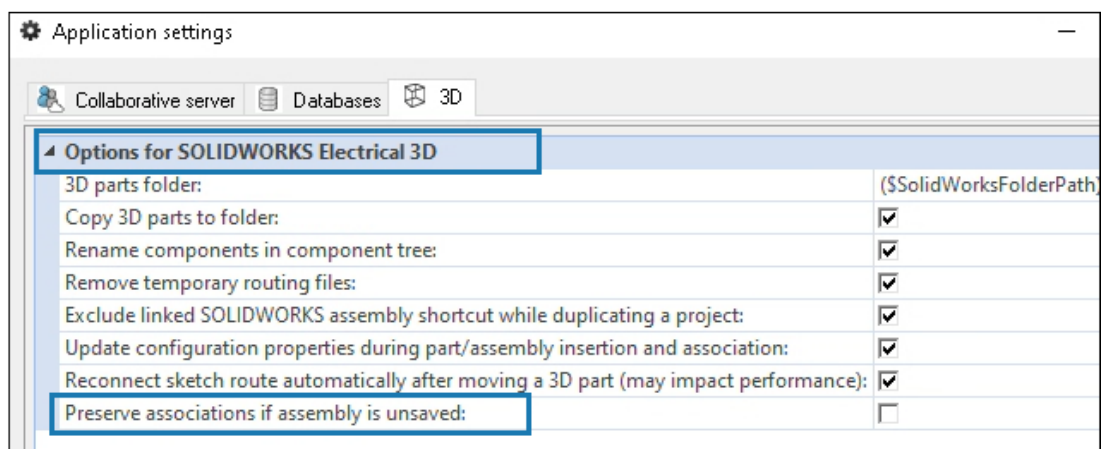 Application settings
Collaborative server Databases 3D
Options for SOLIDWORKS Electrical 3D
3D parts folder: ($SolidWorksFolderPath)
Copy 3D parts to folder:
Rename components in component tree:
Remove temporary routing files:
Exclude linked SOLIDWORKS assembly shortcut while duplicating a project:
Update configuration properties during part/assembly insertion and association:
Reconnect sketch route automatically after moving a 3D part (may impact performance):
Preserve associations if assembly is unsaved: